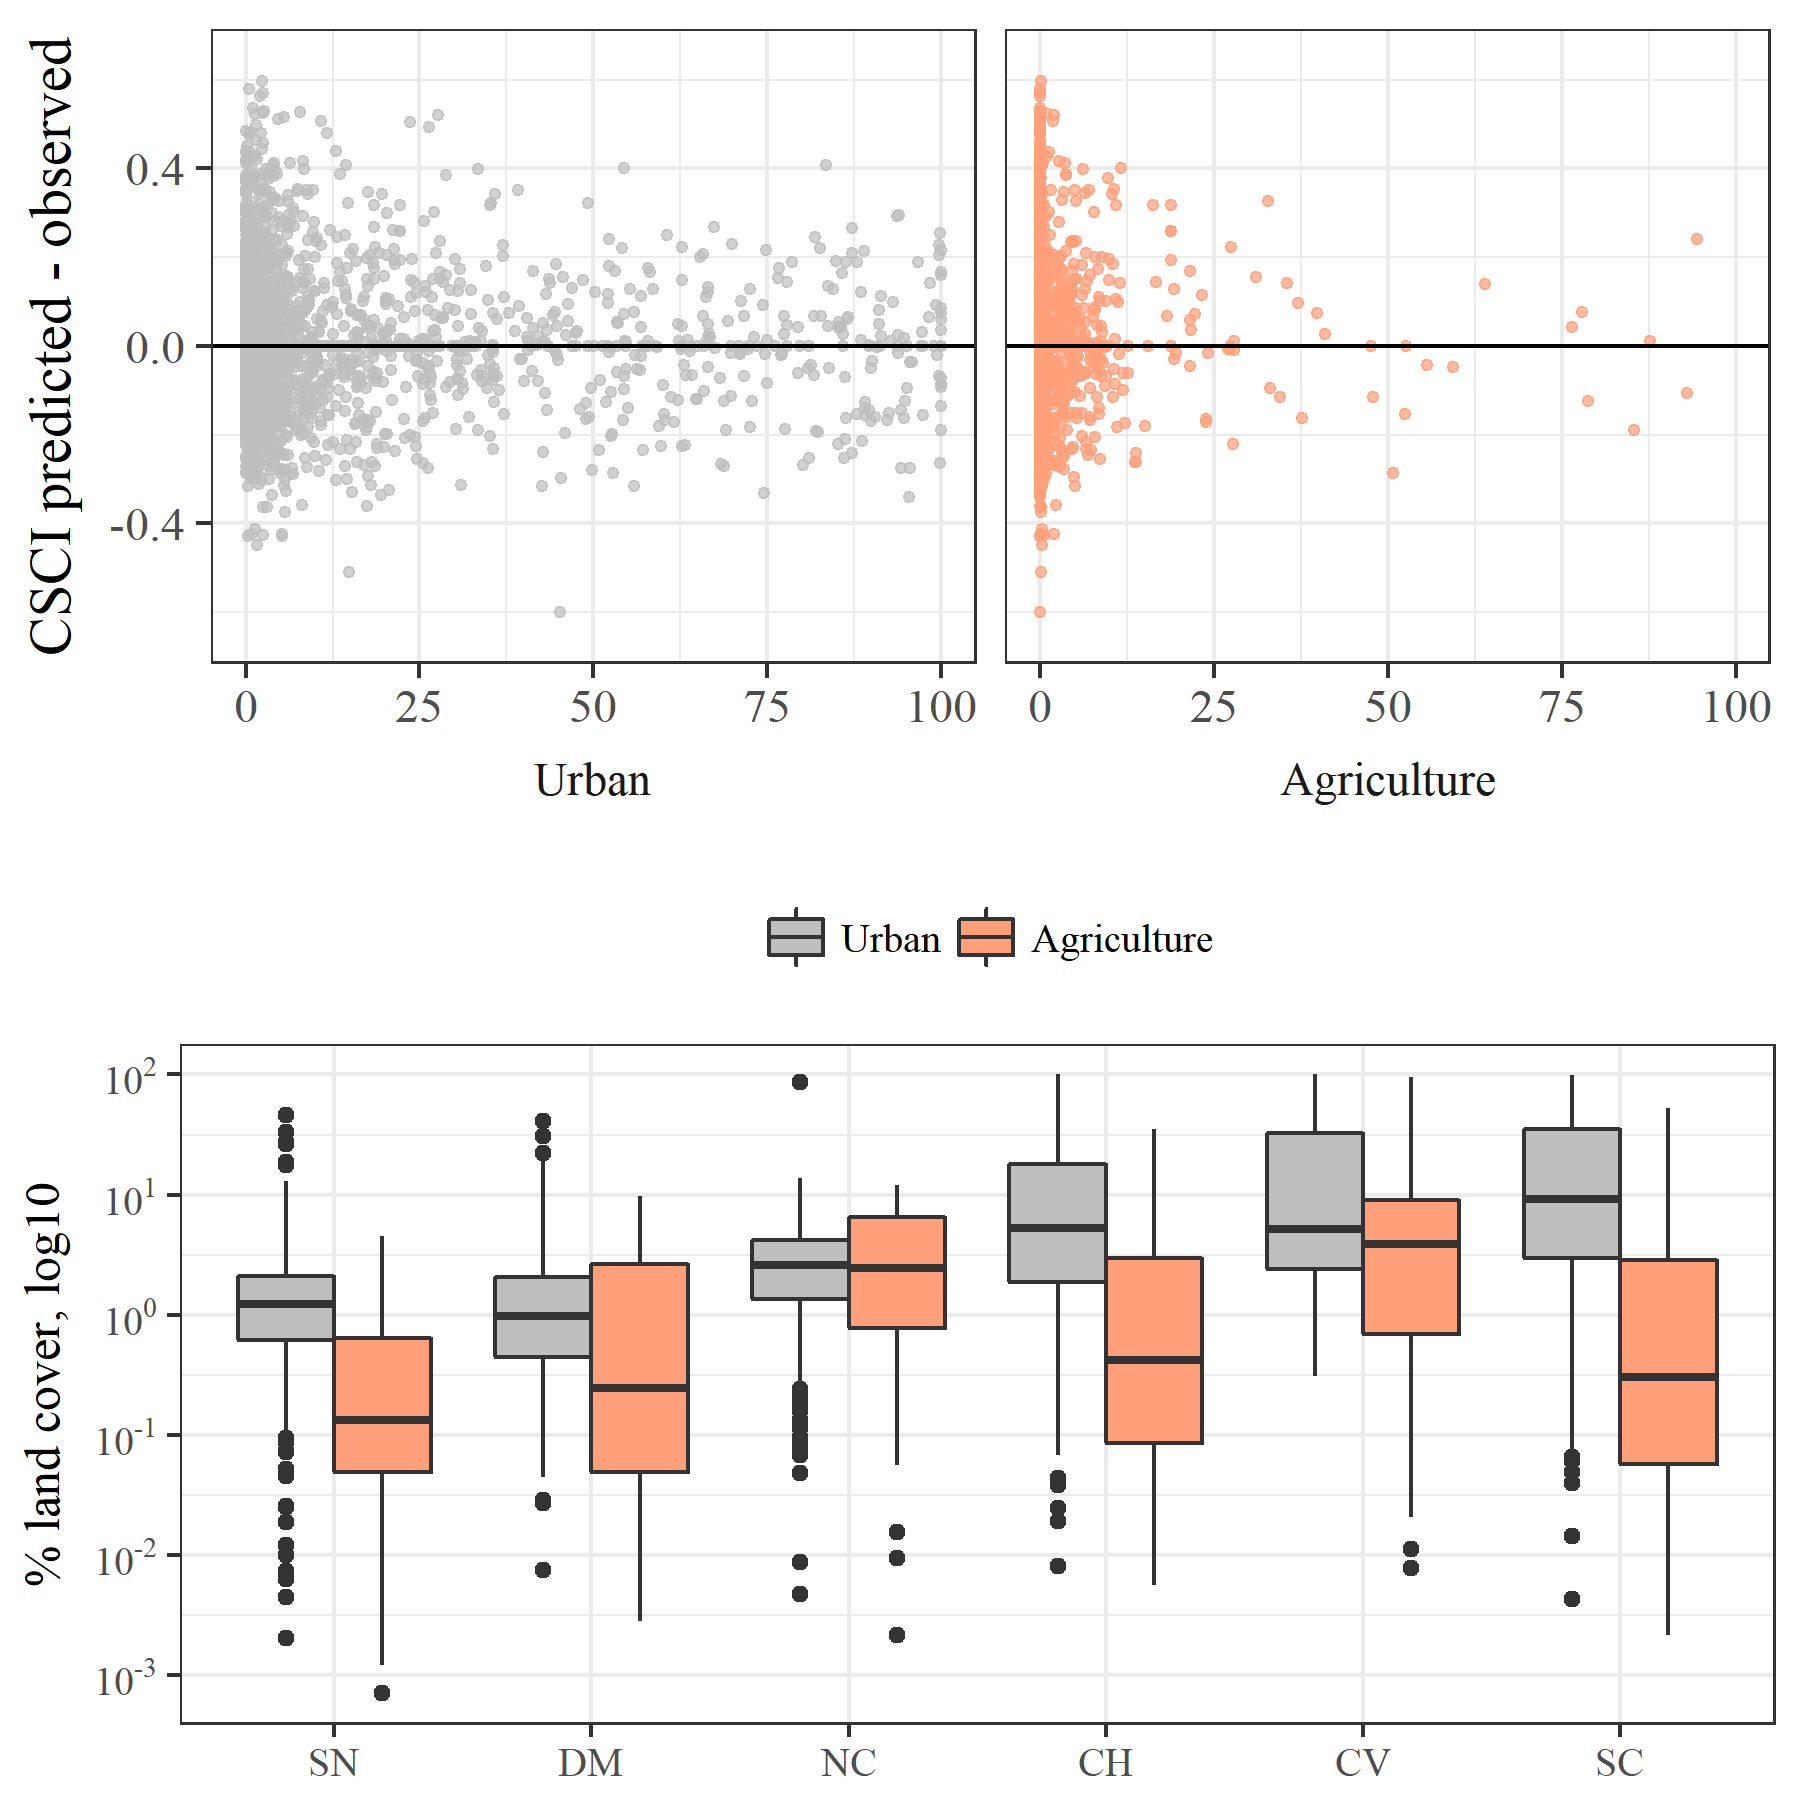 CSCI predicted - observed
0.4
0.0
-0.4
0 25 50 75 100
0 25 50 75 100
Urban
Agriculture
Urban Agriculture
% land cover, log10
10²
10¹
10⁰
10⁻¹
10⁻²
10⁻³
SN DM NC CH CV SC